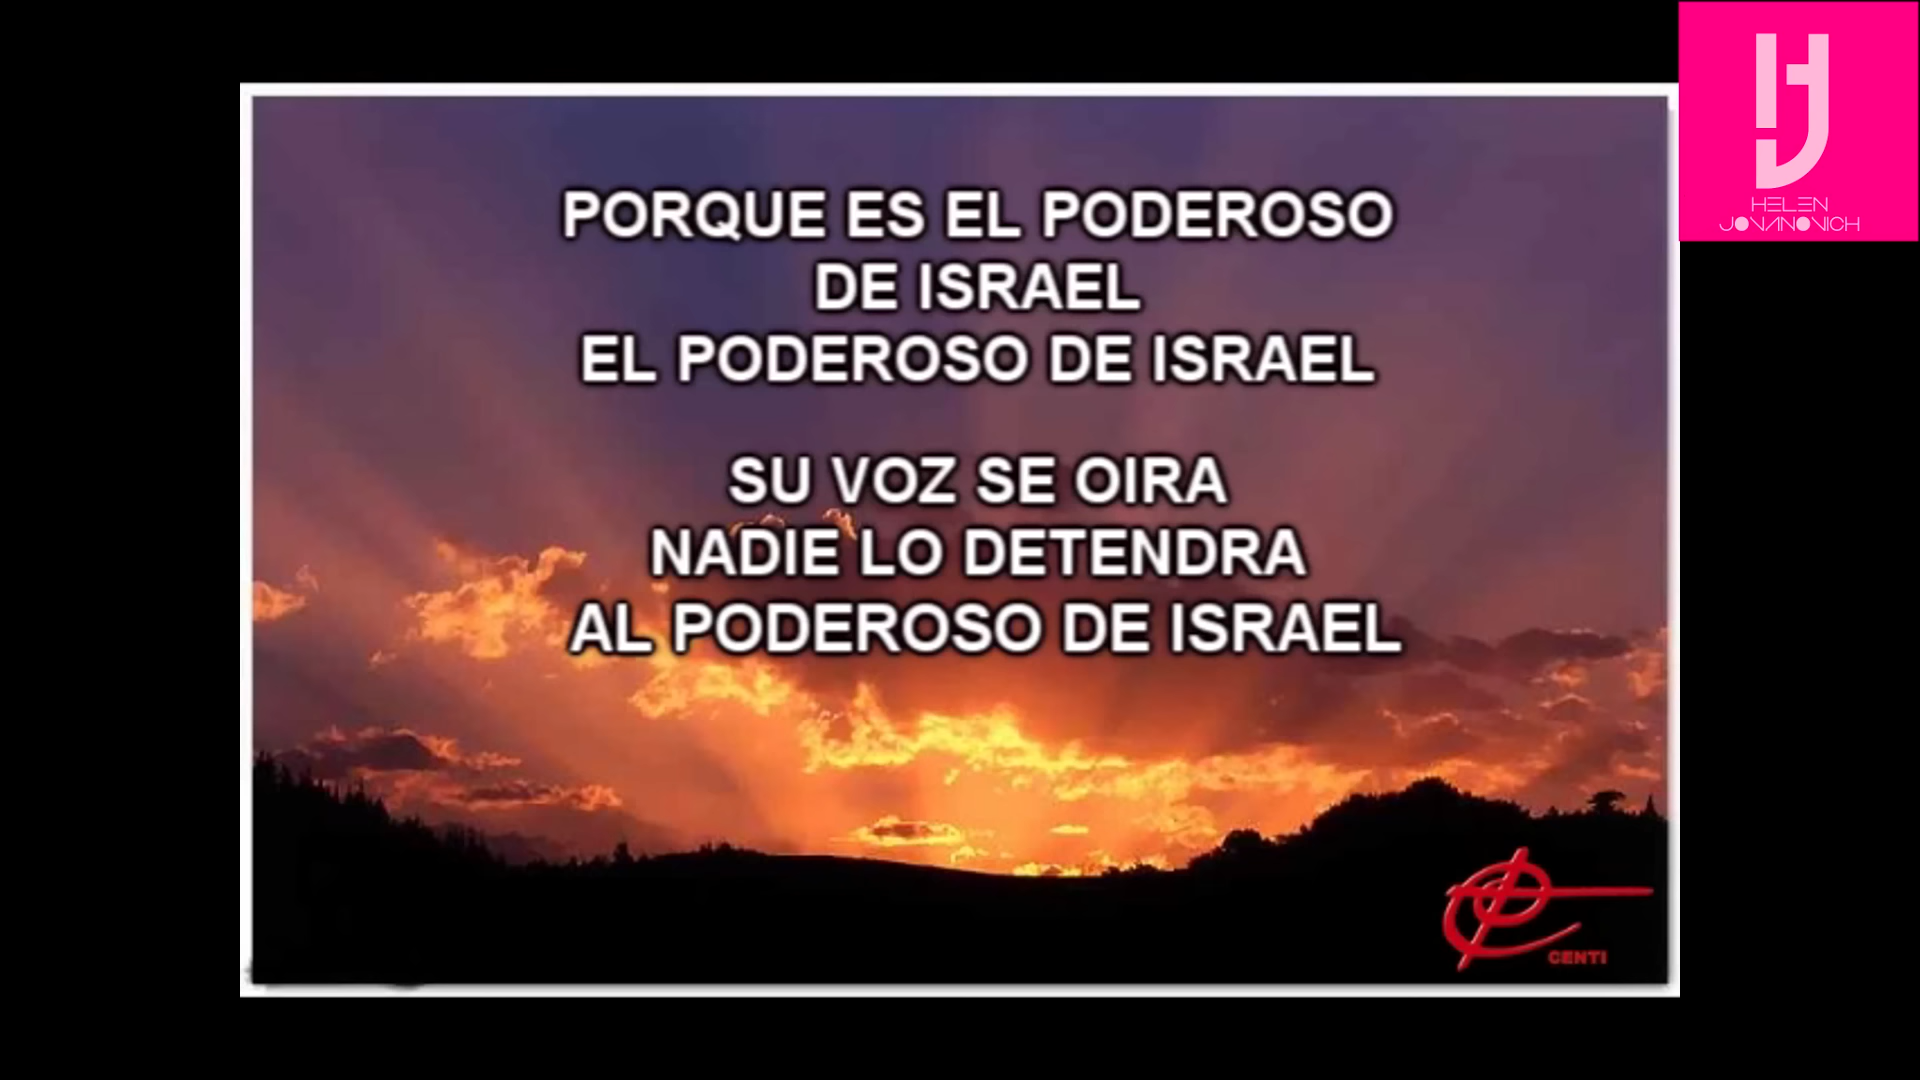 PORQUE ES EL PODEROSO
DE ISRAEL
EL PODEROSO DE ISRAEL
SU VOZ SE OIRA
NADIE LO DETENDRA
AL PODEROSO DE ISRAEL
HELEN
JOVANOVICH
CENTI